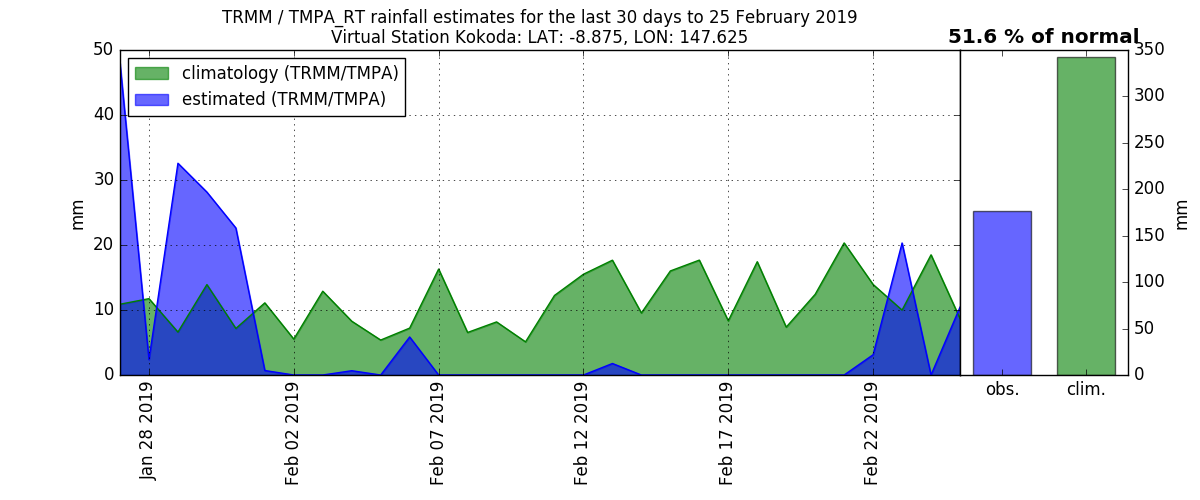 TRMM / TMPA_RT rainfall estimates for the last 30 days to 25 February 2019
Virtual Station Kokoda: LAT: -8.875, LON: 147.625
51.6 % of normal
climatology (TRMM/TMPA)
estimated (TRMM/TMPA)
50
40
30
20
10
0
mm
Jan 28 2019
Feb 02 2019
Feb 07 2019
Feb 12 2019
Feb 17 2019
Feb 22 2019
obs.
clim.
350
300
250
200
150
100
50
0
mm